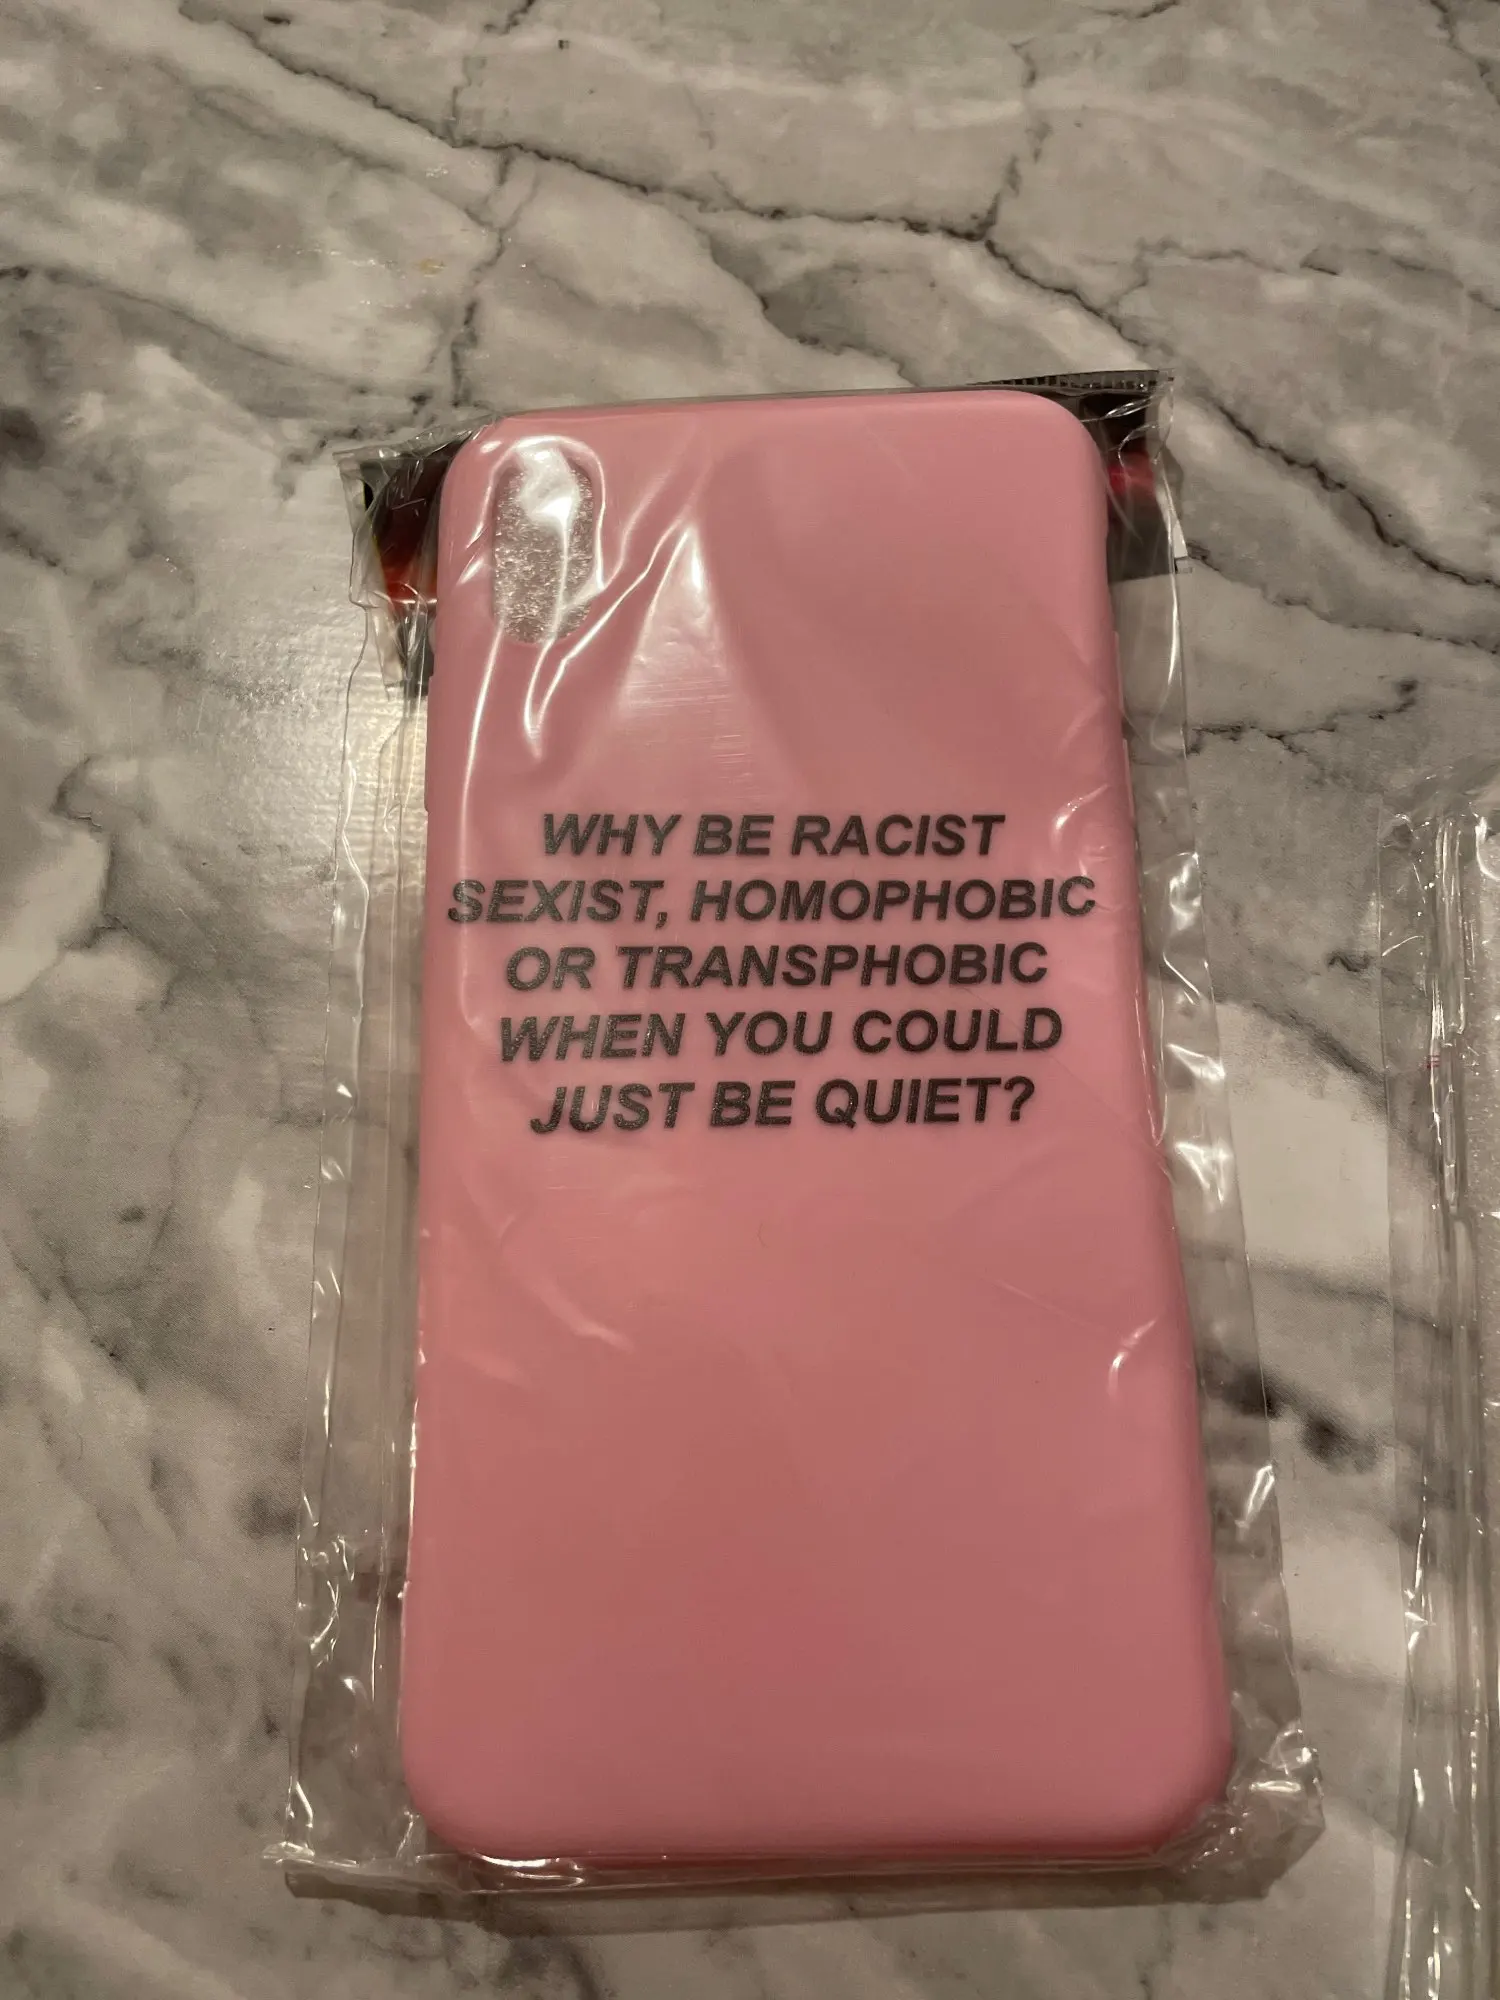 WHY BE RACIST
SEXIST, HOMOPHOBIC
OR TRANSPHOBIC
WHEN YOU COULD
JUST BE QUIET?